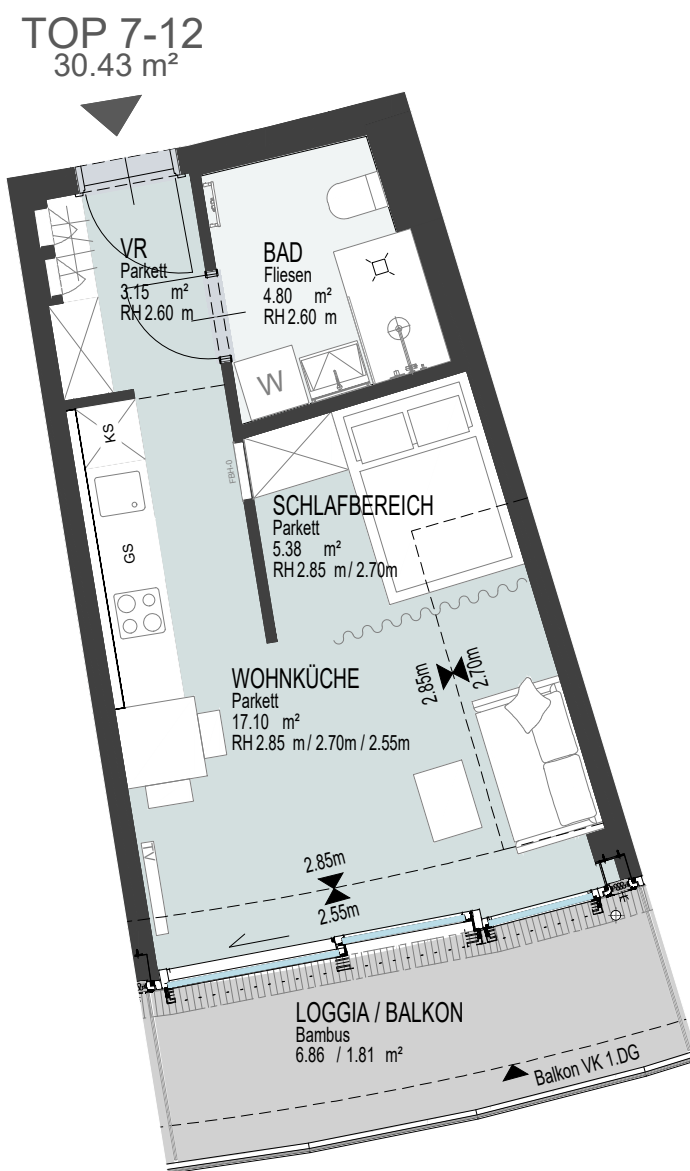 TOP 7-12
30.43 m²
VR
Parkett
3.15 m²
RH 2.60 m
BAD
Fliesen
4.80 m²
RH 2.60 m
W
KS
FBH-0
GS
SCHLAFBEREICH
Parkett
5.38 m²
RH 2.85 m / 2.70m
2.85m
2.70m
WOHNKÜCHE
Parkett
17.10 m²
RH 2.85 m / 2.70m / 2.55m
TV
2.85m
2.55m
LOGGIA / BALKON
Bambus
6.86 / 1.81 m²
Balkon VK 1.DG